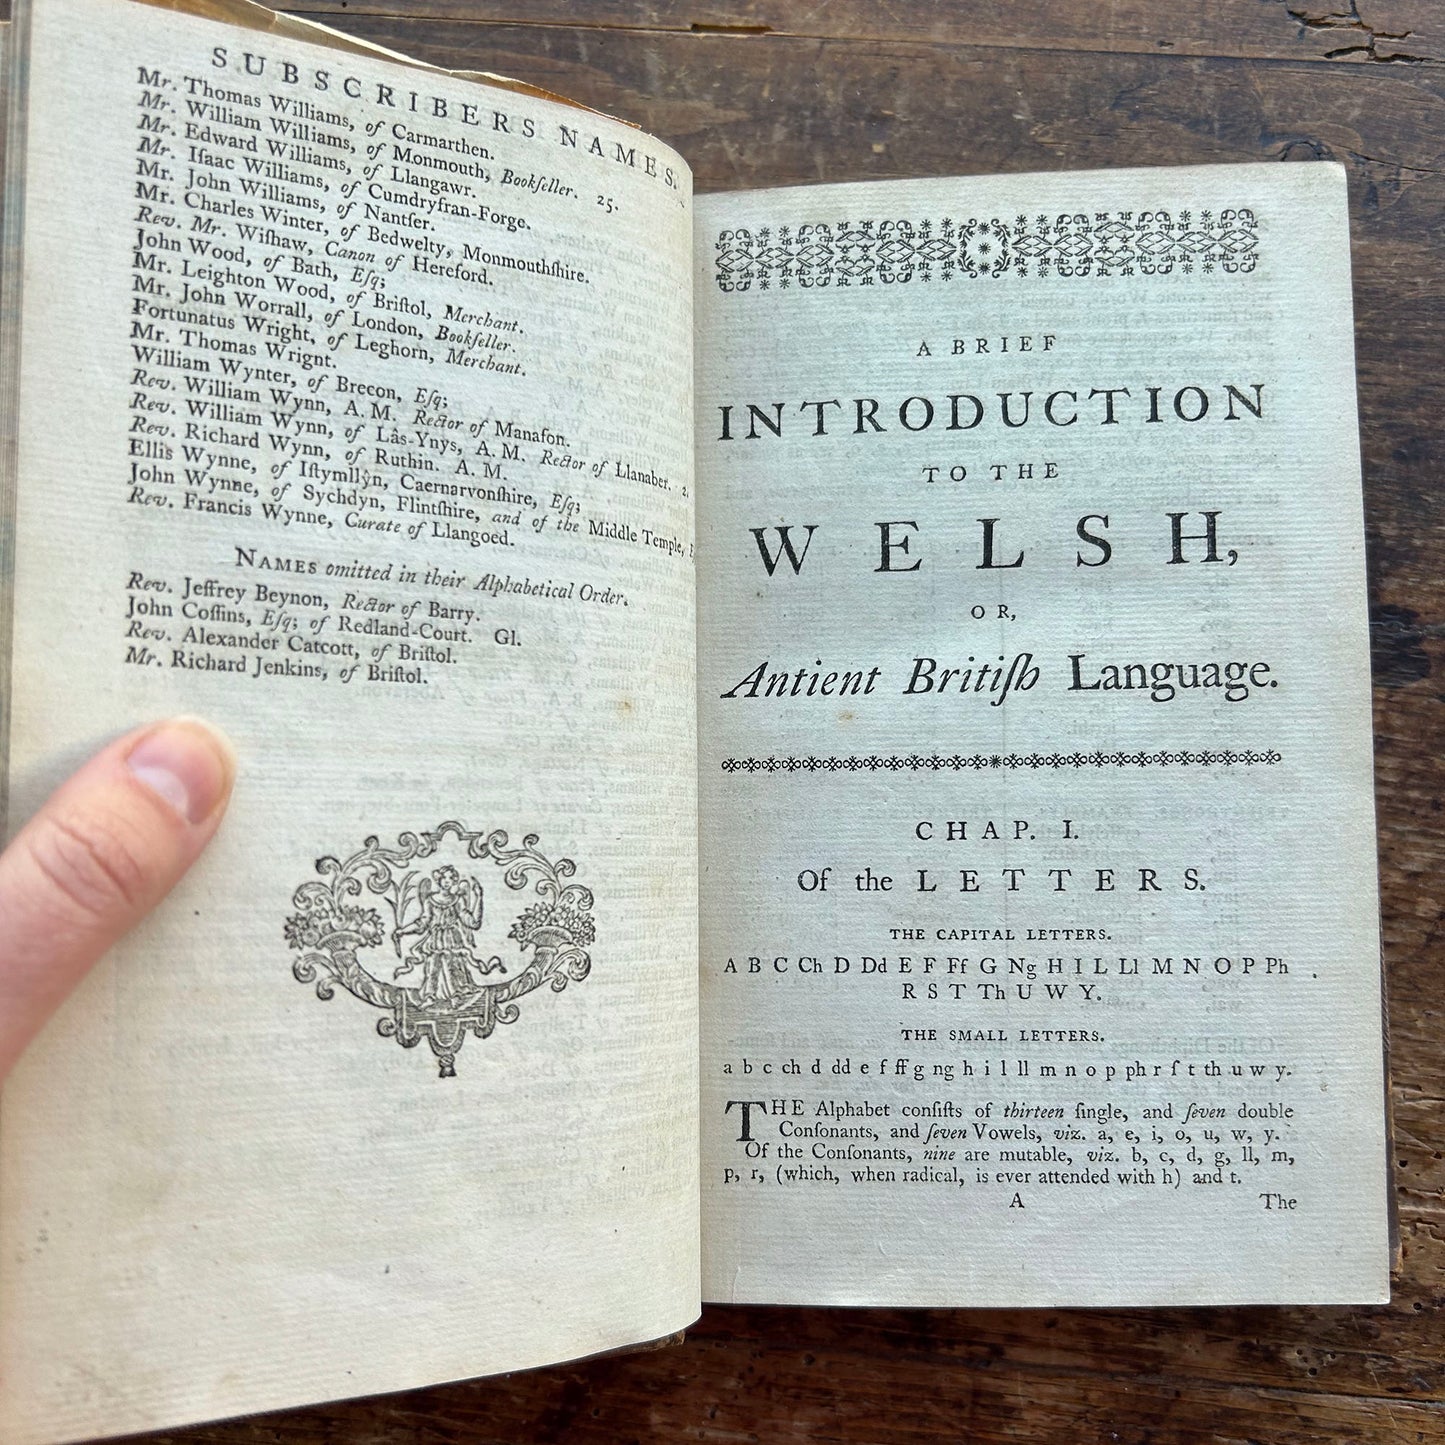 SUBSCRIBERS NAMES.
Mr. Thomas Williams, of Carmarthen.
Mr. William Williams, of Monmouth, Bookſeller. 25.
Mr. Edward Williams, of Llangawr.
Mr. Iſaac Williams, of Cumdryfran-Forge.
Mr. John Williams, of Nantſer.
Mr. Charles Winter, of Bedwelty, Monmouthſhire.
Rev. Mr. Wiſhaw, Canon of Hereford.
John Wood, of Bath, Eſq;
Mr. Leighton Wood, of Briſtol, Merchant.
Mr. John Worrall, of London, Bookſeller.
Fortunatus Wright, of Leghorn, Merchant.
Mr. Thomas Wrignt.
William Wynter, of Brecon, Eſq;
Rev. William Wynn, A. M. Rector of Manafon.
Rev. William Wynn, of Lâs-Ynys, A. M. Rector of Llanaber. 2.
Rev. Richard Wynn, of Ruthin. A. M.
Ellis Wynne, of Iſtymllŷn, Caernarvonſhire, Eſq;
John Wynne, of Sychdyn, Flintſhire, and of the Middle Temple,
Rev. Francis Wynne, Curate of Llangoed.
NAMES omitted in their Alphabetical Order.
Rev. Jeffrey Beynon, Rector of Barry.
John Coſſins, Eſq; of Redland-Court. Gl.
Rev. Alexander Catcott, of Briſtol.
Mr. Richard Jenkins, of Briſtol.
A BRIEF
INTRODUCTION
TO THE
WELSH,
OR,
Antient Britiſh Language.
CHAP. I.
Of the LETTERS.
THE CAPITAL LETTERS.
A B C Ch D Dd E F Ff G Ng H I L Ll M N O P Ph
R S T Th U W Y.
THE SMALL LETTERS.
a b c ch d dd e f ff g ng h i l ll m n o p ph r ſ t th u w y.
THE Alphabet conſiſts of thirteen ſingle, and ſeven double
Conſonants, and ſeven Vowels, viz. a, e, i, o, u, w, y.
Of the Conſonants, nine are mutable, viz. b, c, d, g, ll, m,
p, r, (which, when radical, is ever attended with h) and t.
A The